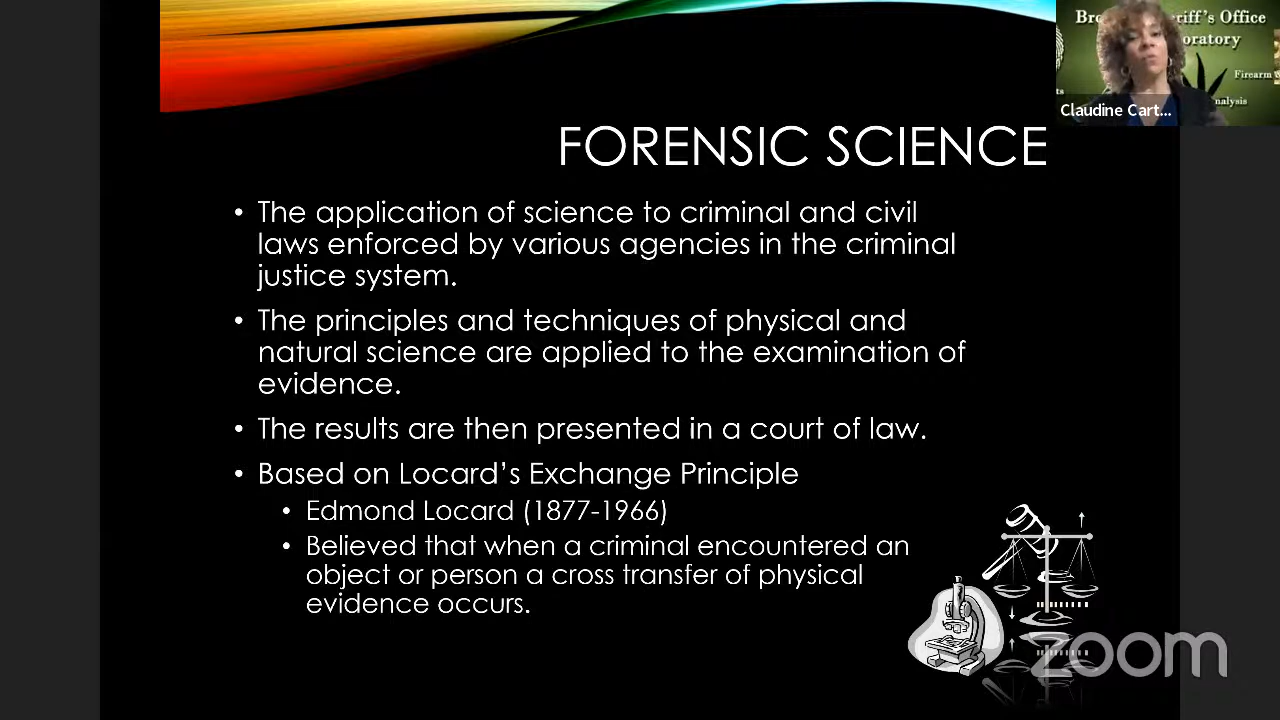 Bro riff's Office
oratory
Firearm &
nalysis
Claudine Cart...
FORENSIC SCIENCE
• The application of science to criminal and civil
laws enforced by various agencies in the criminal
justice system.
• The principles and techniques of physical and
natural science are applied to the examination of
evidence.
• The results are then presented in a court of law.
• Based on Locard’s Exchange Principle
• Edmond Locard (1877-1966)
• Believed that when a criminal encountered an
object or person a cross transfer of physical
evidence occurs.
zoom